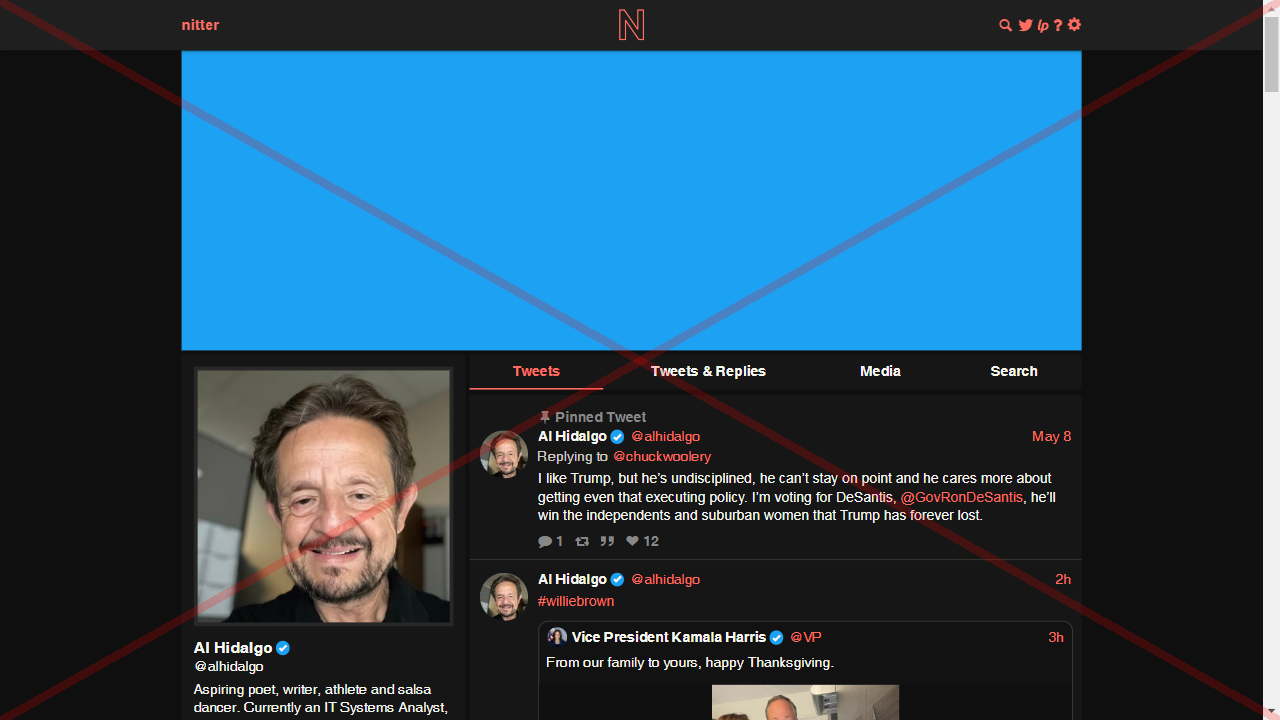 nitter
N
lp ?
Tweets
Tweets & Replies
Media
Search
Pinned Tweet
Al Hidalgo @alhidalgo
May 8
Replying to @chuckwoolery
I like Trump, but he's undisciplined, he can't stay on point and he cares more about
getting even that executing policy. I'm voting for DeSantis, @GovRonDeSantis, he'll
win the independents and suburban women that Trump has forever lost.
1
12
Al Hidalgo @alhidalgo
2h
#williebrown
Vice President Kamala Harris @VP
3h
From our family to yours, happy Thanksgiving.
Al Hidalgo
@alhidalgo
Aspiring poet, writer, athlete and salsa
dancer. Currently an IT Systems Analyst,